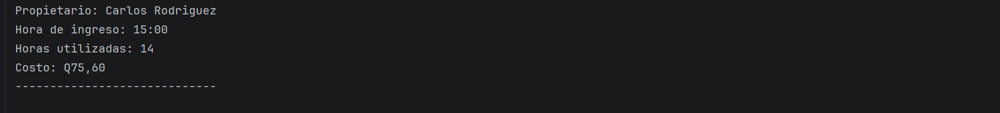 Propietario: Carlos Rodriguez
Hora de ingreso: 15:00
Horas utilizadas: 14
Costo: Q75,60
-----------------------------